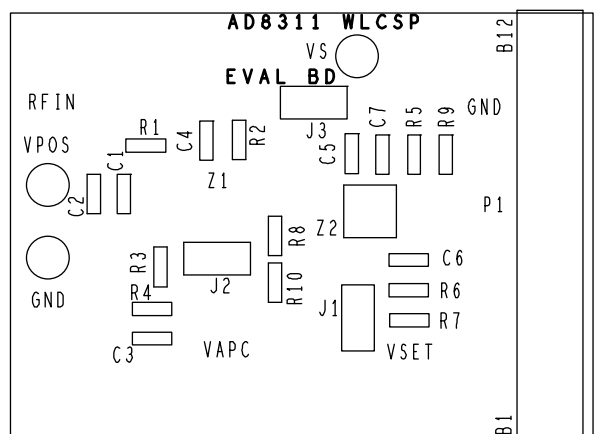 AD8311 WLCSP
B12
VS
EVAL BD
RFIN
GND
C7
R5
R9
R1
C4
R2
J3
VPOS
C1
C5
Z1
C2
P1
Z2
R8
R3
C6
GND
R4
J2
R10
R6
J1
R7
C3
VAPC
VSET
B1